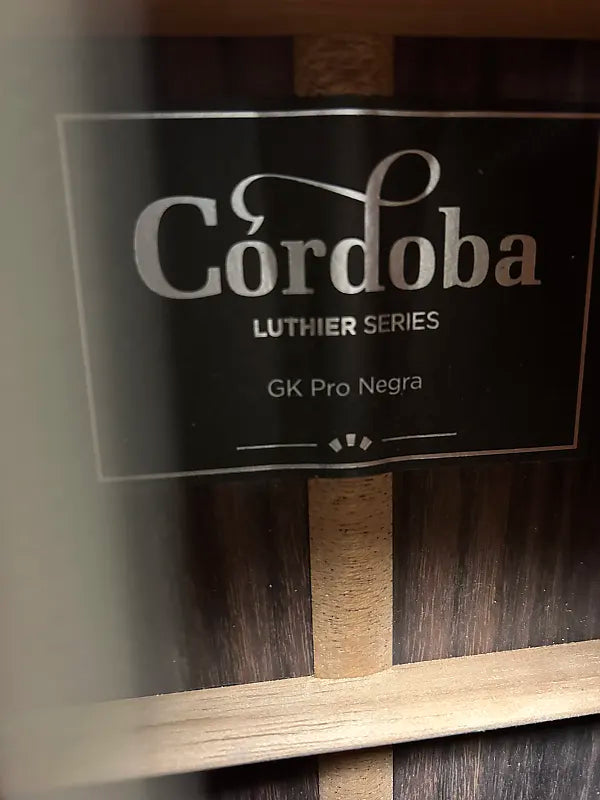 Córdoba
LUTHIER SERIES
GK Pro Negra